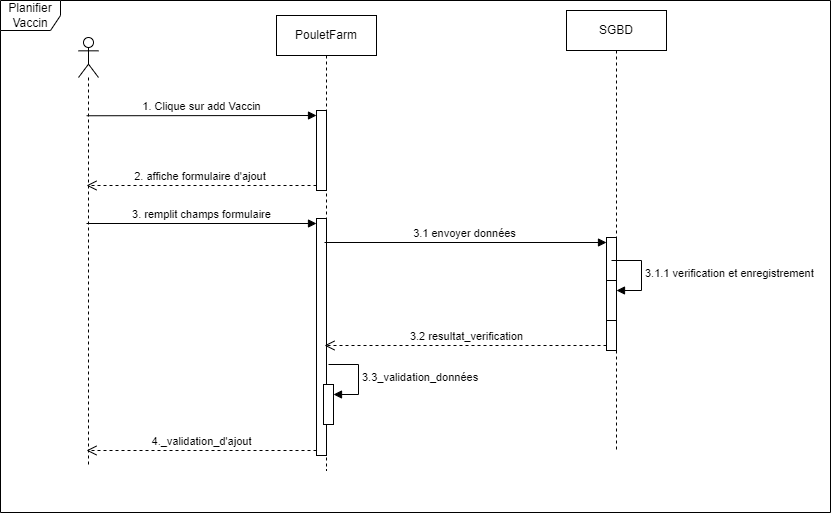 Planifier
Vaccin
PouletFarm
SGBD
1. Clique sur add Vaccin
2. affiche formulaire d'ajout
3. remplit champs formulaire
3.1 envoyer données
3.1.1 verification et enregistrement
3.2 resultat_verification
3.3_validation_données
4._validation_d'ajout